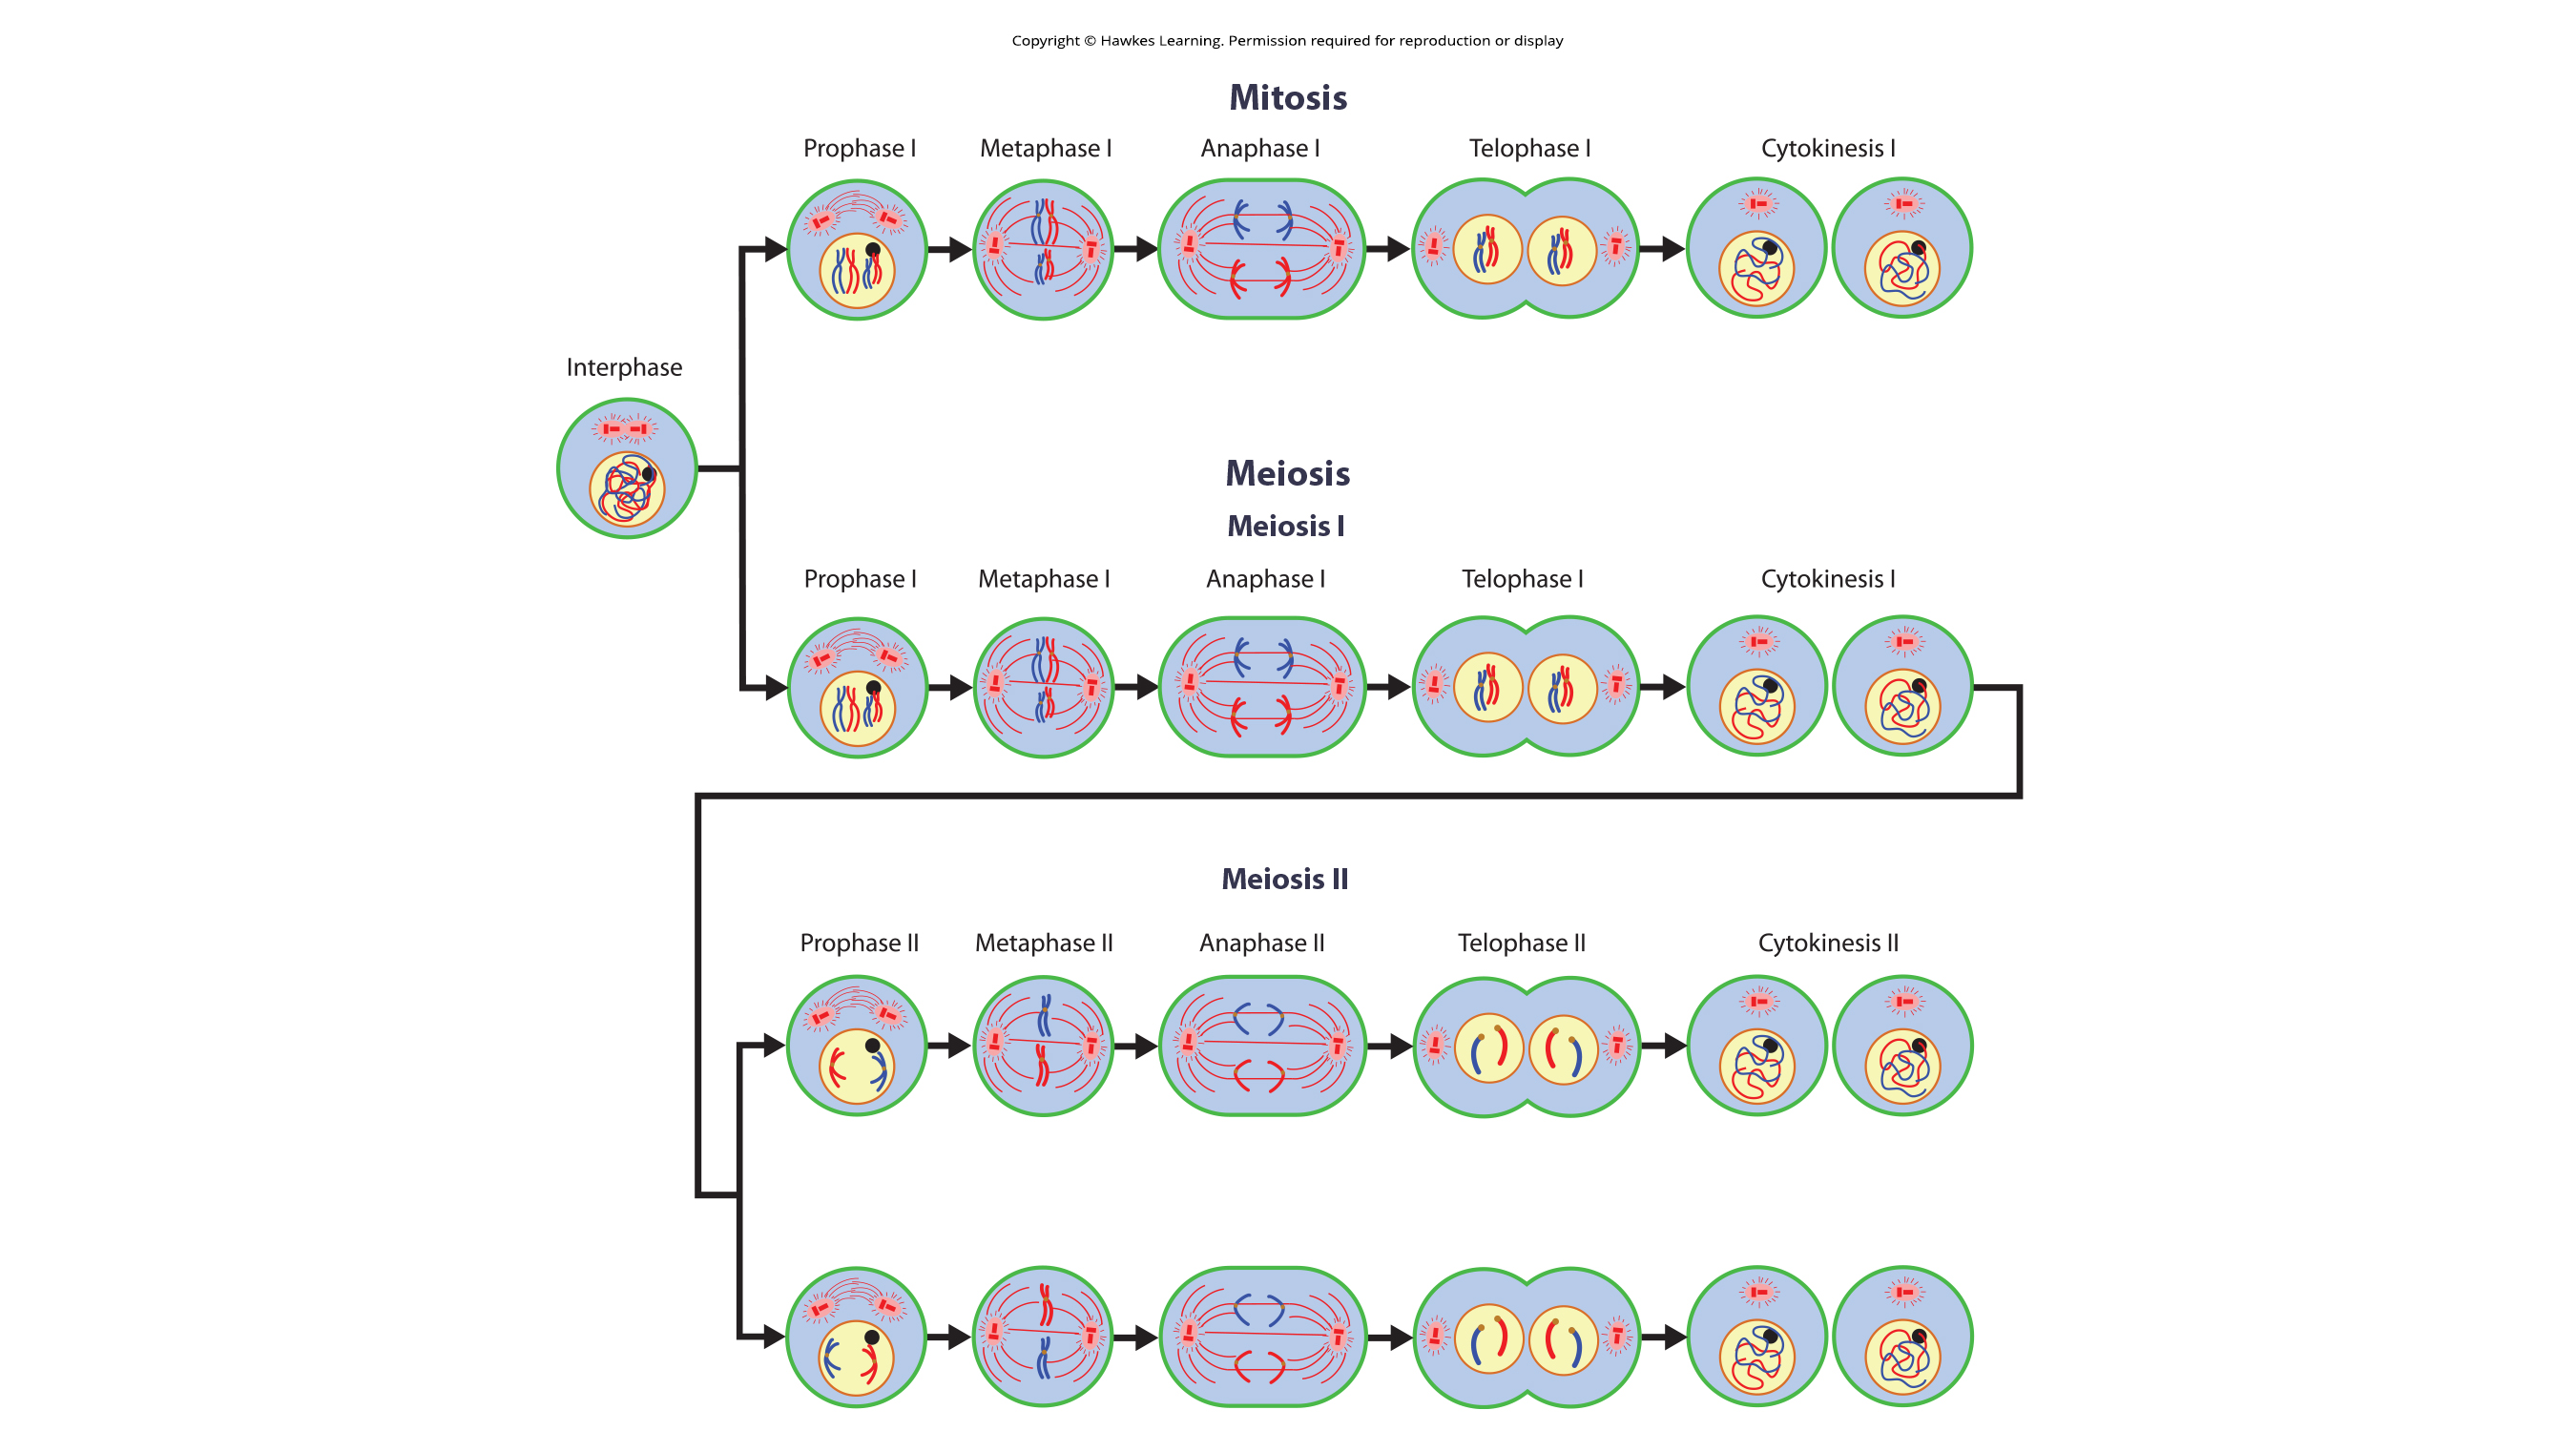 Copyright © Hawkes Learning. Permission required for reproduction or display
Mitosis
Prophase I Metaphase I Anaphase I Telophase I Cytokinesis I
Interphase
Meiosis
Meiosis I
Prophase I Metaphase I Anaphase I Telophase I Cytokinesis I
Meiosis II
Prophase II Metaphase II Anaphase II Telophase II Cytokinesis II